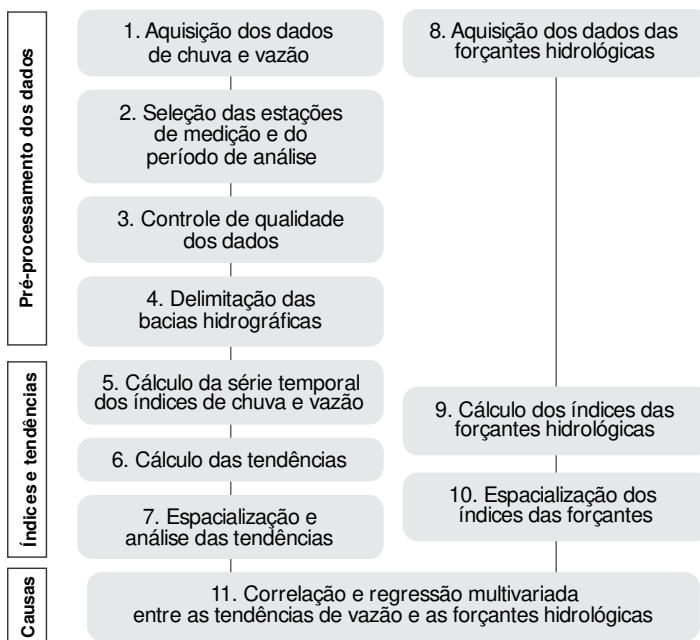 Pré-processamento dos dados
1. Aquisição dos dados
de chuva e vazão
2. Seleção das estações
de medição e do
período de análise
3. Controle de qualidade
dos dados
4. Delimitação das
bacias hidrográficas
8. Aquisição dos dados das
forçantes hidrológicas
Índices e tendências
5. Cálculo da série temporal
dos índices de chuva e vazão
6. Cálculo das tendências
7. Espacialização e
análise das tendências
9. Cálculo dos índices das
forçantes hidrológicas
10. Espacialização dos
índices das forçantes
Causas
11. Correlação e regressão multivariada
entre as tendências de vazão e as forçantes hidrológicas